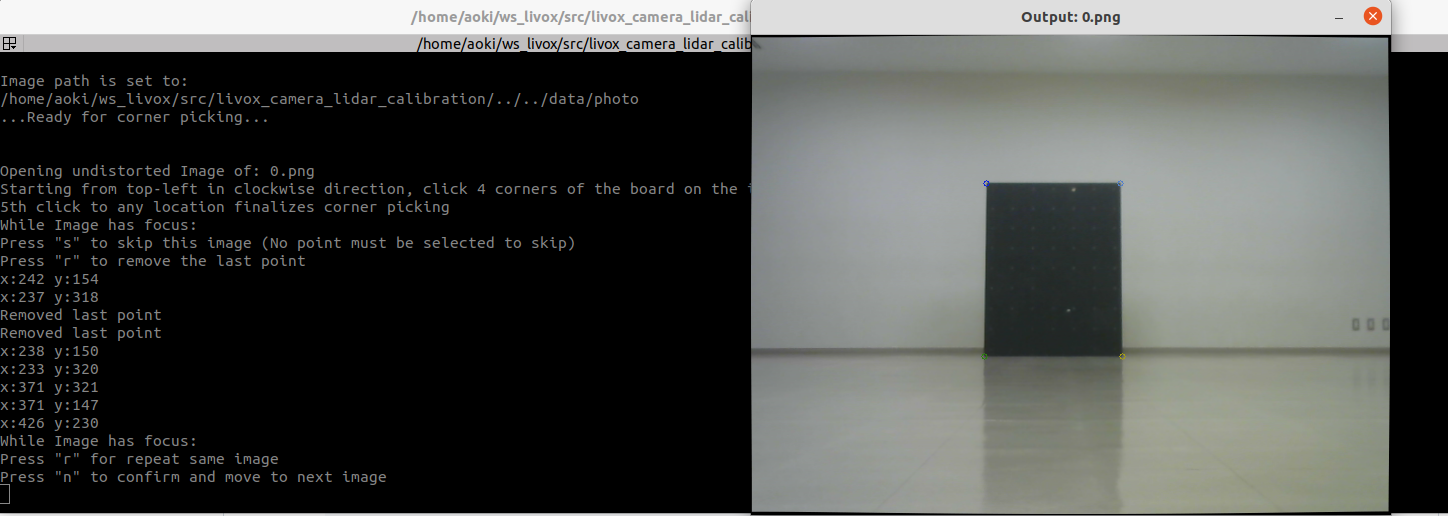 /home/aoki/ws_livox/src/livox_camera_lidar_cali
Output: 0.png
/home/aoki/ws_livox/src/livox_camera_lidar_calib
Image path is set to:
/home/aoki/ws_livox/src/livox_camera_lidar_calibration/../../data/photo
...Ready for corner picking...
Opening undistorted Image of: 0.png
Starting from top-left in clockwise direction, click 4 corners of the board on the
5th click to any location finalizes corner picking
While Image has focus:
Press "s" to skip this image (No point must be selected to skip)
Press "r" to remove the last point
x:242 y:154
x:237 y:318
Removed last point
Removed last point
x:238 y:150
x:233 y:320
x:371 y:321
x:371 y:147
x:426 y:230
While Image has focus:
Press "r" for repeat same image
Press "n" to confirm and move to next image